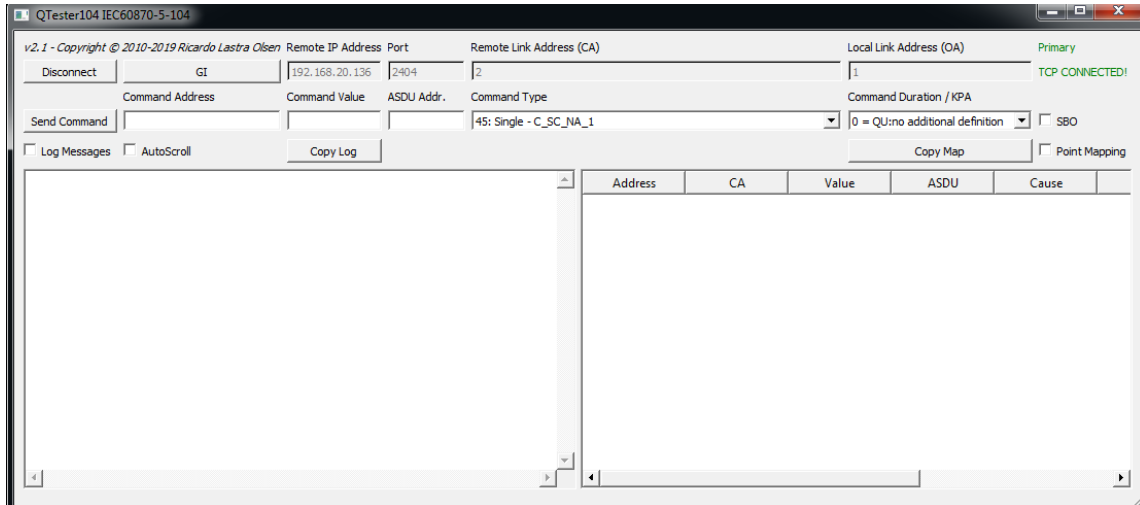 QTester104 IEC60870-5-104
v2.1 - Copyright © 2010-2019 Ricardo Lastra Olsen Remote IP Address Port Remote Link Address (CA) Local Link Address (OA) Primary
Disconnect GI 192.168.20.136 2404 2 1 TCP CONNECTED!
Command Address Command Value ASDU Addr. Command Type Command Duration / KPA
Send Command 45: Single - C_SC_NA_1 0 = QU:no additional definition SBO
Log Messages AutoScroll Copy Log Copy Map Point Mapping
Address CA Value ASDU Cause